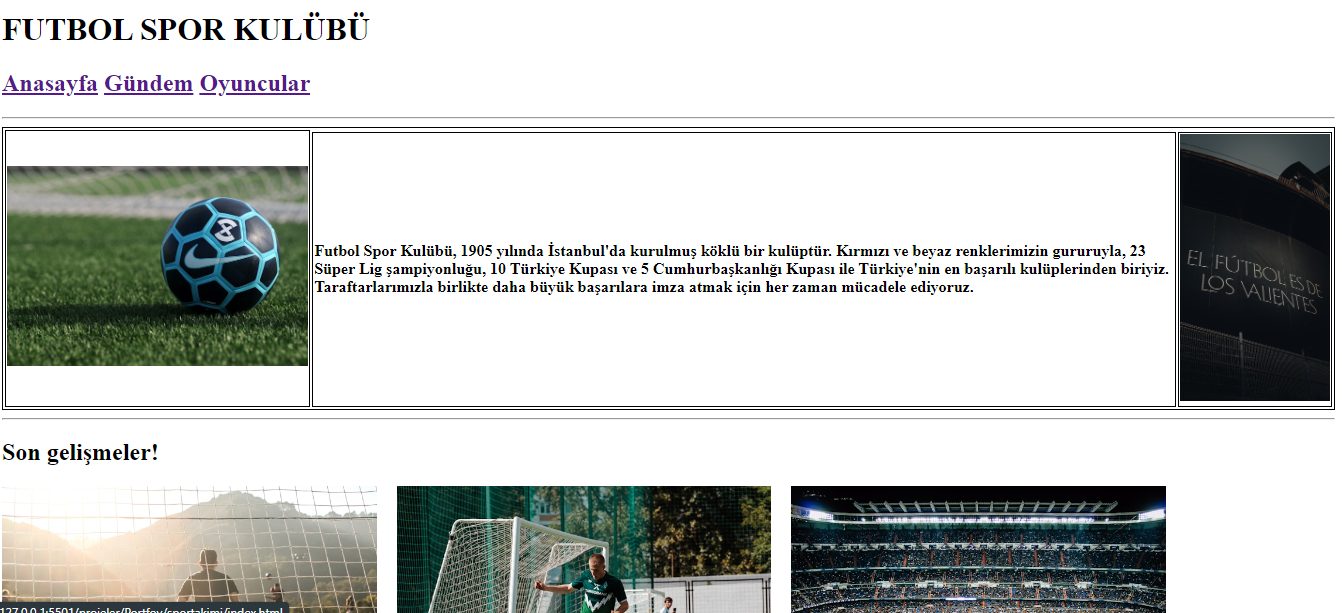 FUTBOL SPOR KULÜBÜ
Anasayfa Gündem Oyuncular
Futbol Spor Kulübü, 1905 yılında İstanbul'da kurulmuş köklü bir kulüptür. Kırmızı ve beyaz renklerimizin gururuyla, 23
Süper Lig şampiyonluğu, 10 Türkiye Kupası ve 5 Cumhurbaşkanlığı Kupası ile Türkiye'nin en başarılı kulüplerinden biriyiz.
Taraftarlarımızla birlikte daha büyük başarılara imza atmak için her zaman mücadele ediyoruz.
EL FÚTBOL ES DE
LOS VALIENTES
Son gelişmeler!
127.0.0.1:5501/projeler/Portfoy/sportakimi/index.html